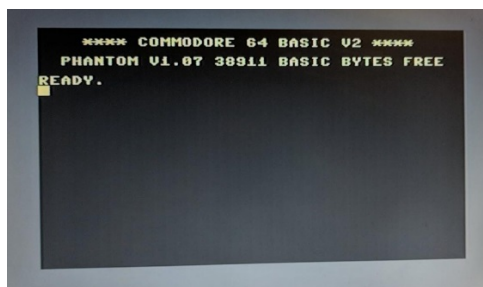 **** COMMODORE 64 BASIC V2 ****
PHANTOM V1.07 38911 BASIC BYTES FREE
READY.